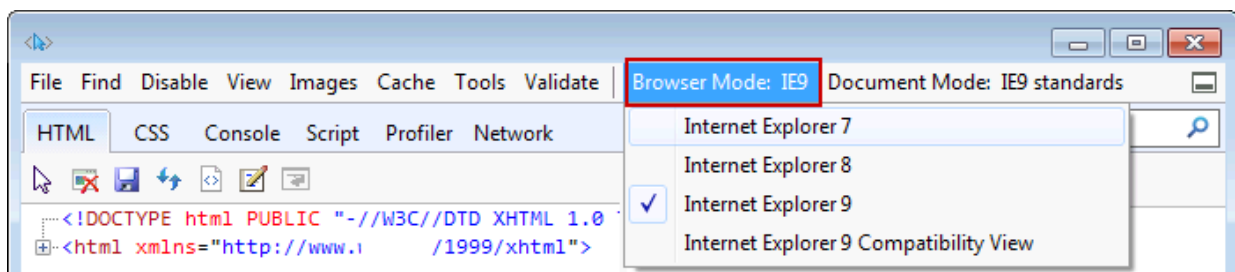 File Find Disable View Images Cache Tools Validate Browser Mode: IE9 Document Mode: IE9 standards
HTML CSS Console Script Profiler Network
Internet Explorer 7
Internet Explorer 8
Internet Explorer 9
Internet Explorer 9 Compatibility View
<!DOCTYPE html PUBLIC "-//W3C//DTD XHTML 1.0
<html xmlns="http://www. /1999/xhtml">